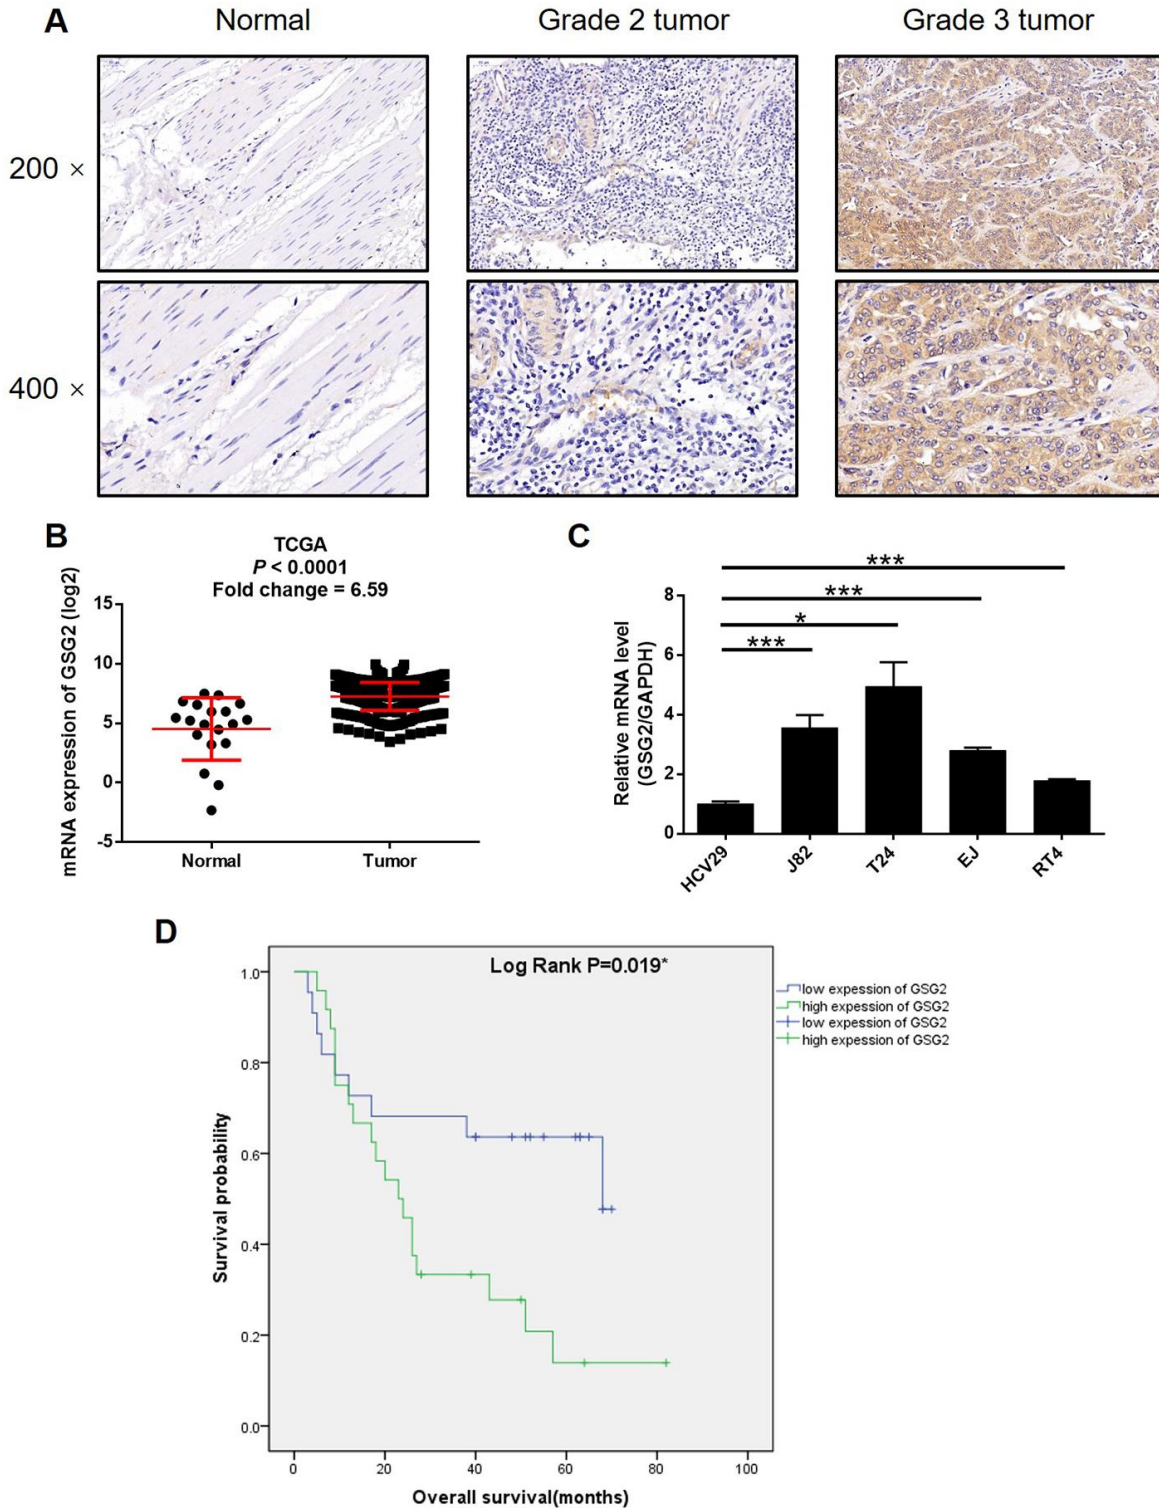 A
Normal
Grade 2 tumor
Grade 3 tumor
200 ×
400 ×
B
TCGA
P < 0.0001
Fold change = 6.59
mRNA expression of GSG2 (log2)
15
10
5
0
-5
Normal
Tumor
C
Relative mRNA level
(GSG2/GAPDH)
8
6
4
2
0
***
***
*
***
HCV29
J82
T24
EJ
RT4
D
Log Rank P=0.019*
low expession of GSG2
high expession of GSG2
low expession of GSG2
high expession of GSG2
Survival probability
1.0
0.8
0.6
0.4
0.2
0.0
0
20
40
60
80
100
Overall survival(months)